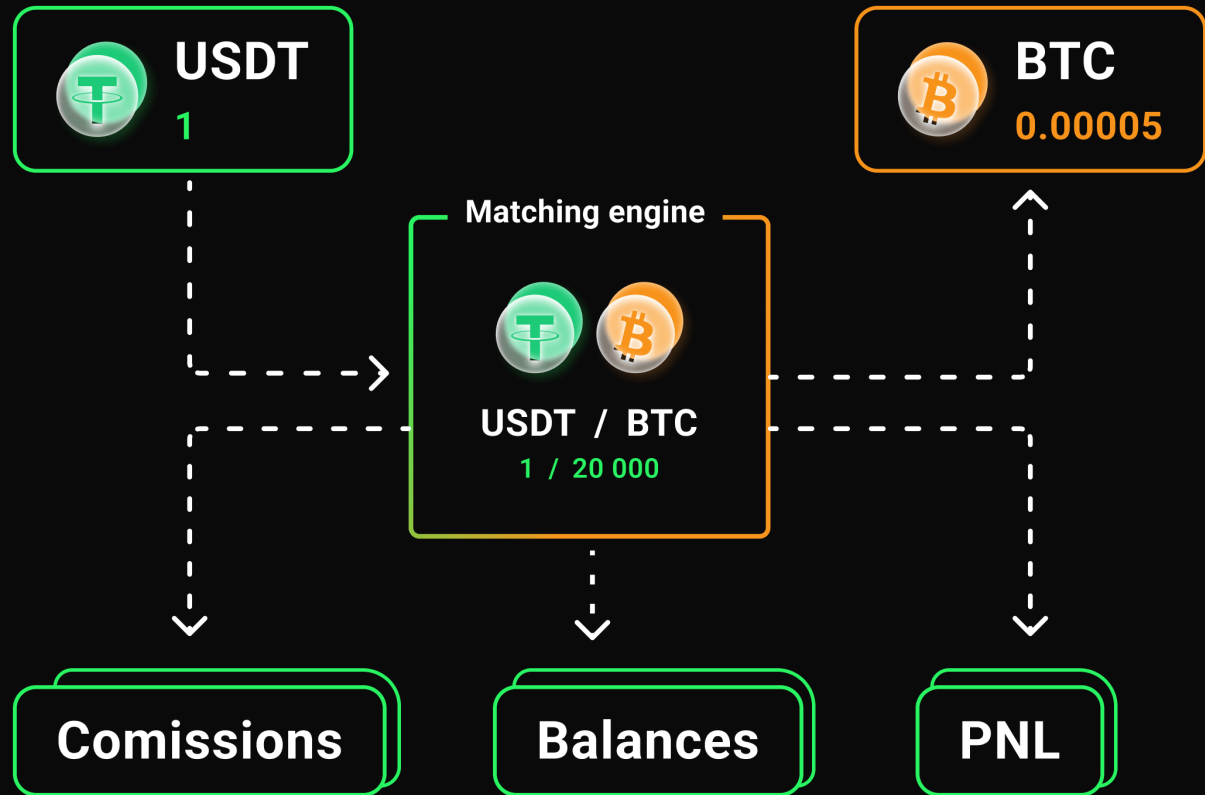 USDT
1
BTC
0.00005
Matching engine
USDT / BTC
1 / 20 000
Comissions
Balances
PNL